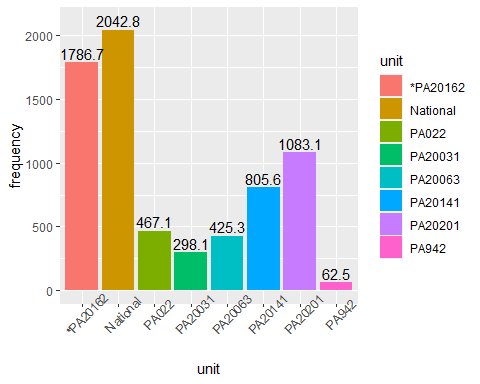 2042.8
1786.7
1083.1
805.6
467.1
425.3
298.1
62.5
frequency
2000
1500
1000
500
0
*PA20162
National
PA022
PA20031
PA20063
PA20141
PA20201
PA942
unit
unit
*PA20162
National
PA022
PA20031
PA20063
PA20141
PA20201
PA942